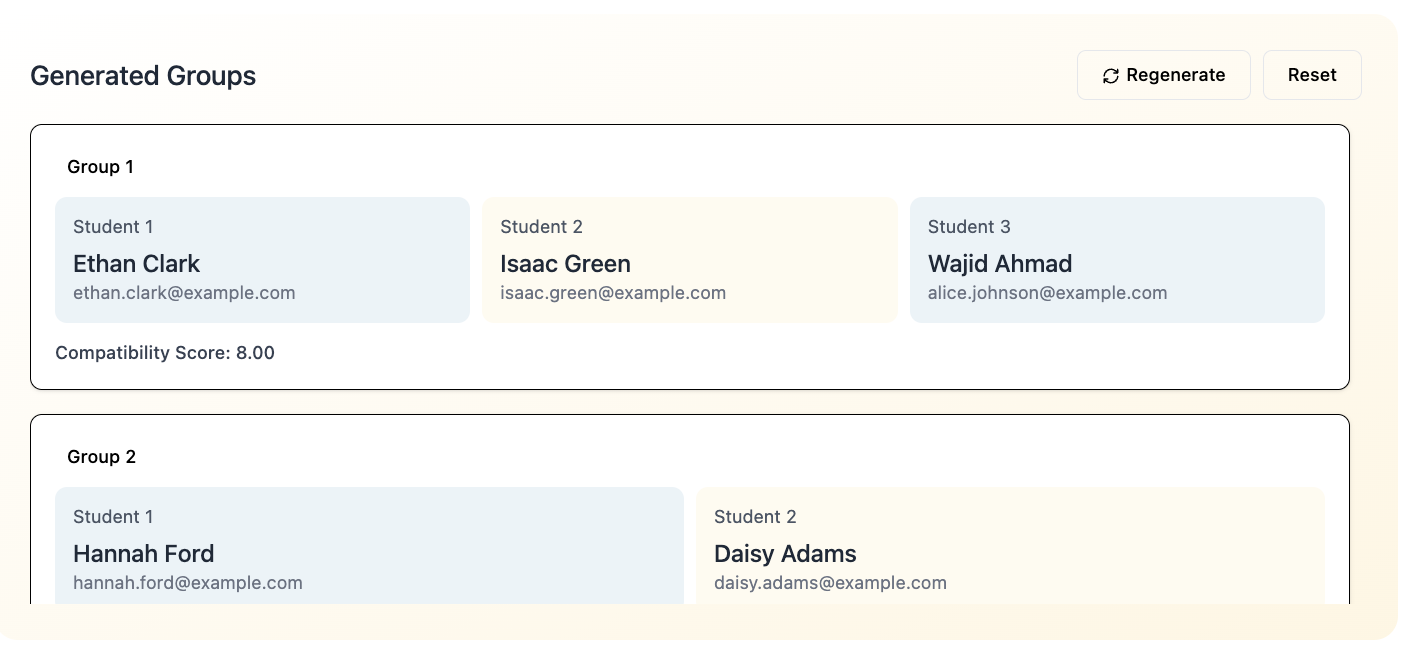 Generated Groups
Regenerate
Reset
Group 1
Student 1
Ethan Clark
ethan.clark@example.com
Student 2
Isaac Green
isaac.green@example.com
Student 3
Wajid Ahmad
alice.johnson@example.com
Compatibility Score: 8.00
Group 2
Student 1
Hannah Ford
hannah.ford@example.com
Student 2
Daisy Adams
daisy.adams@example.com